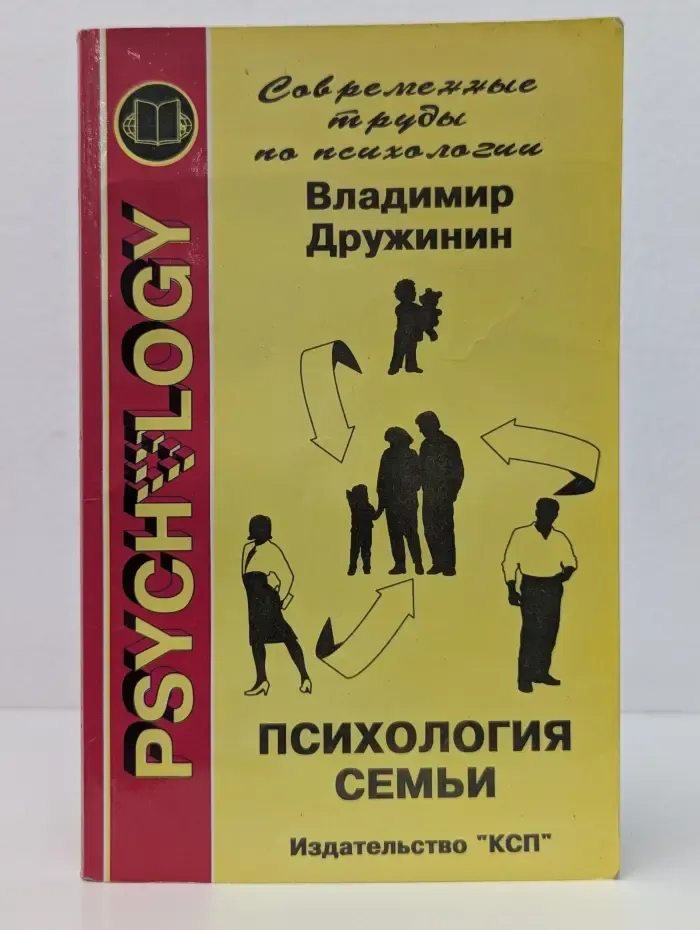 PSYCHOLOGY
Современные
труды
по психологии
Владимир
Дружинин
ПСИХОЛОГИЯ
СЕМЬИ
Издательство "КСП"